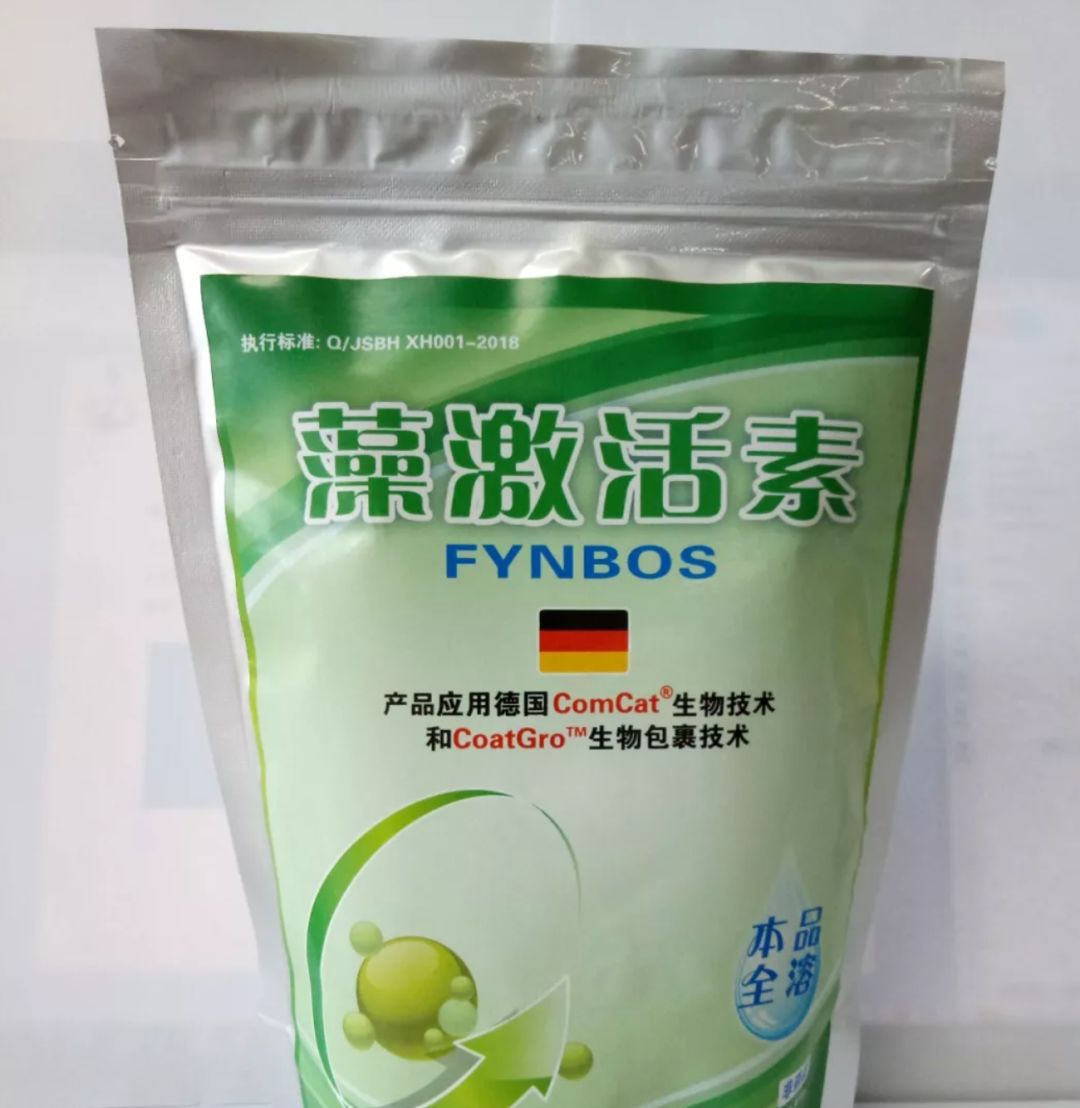 执行标准: Q/JSBH XH001-2018
藻激活素
FYNBOS
产品应用德国ComCat®生物技术
和CoatGro™生物包裹技术
本品
全溶